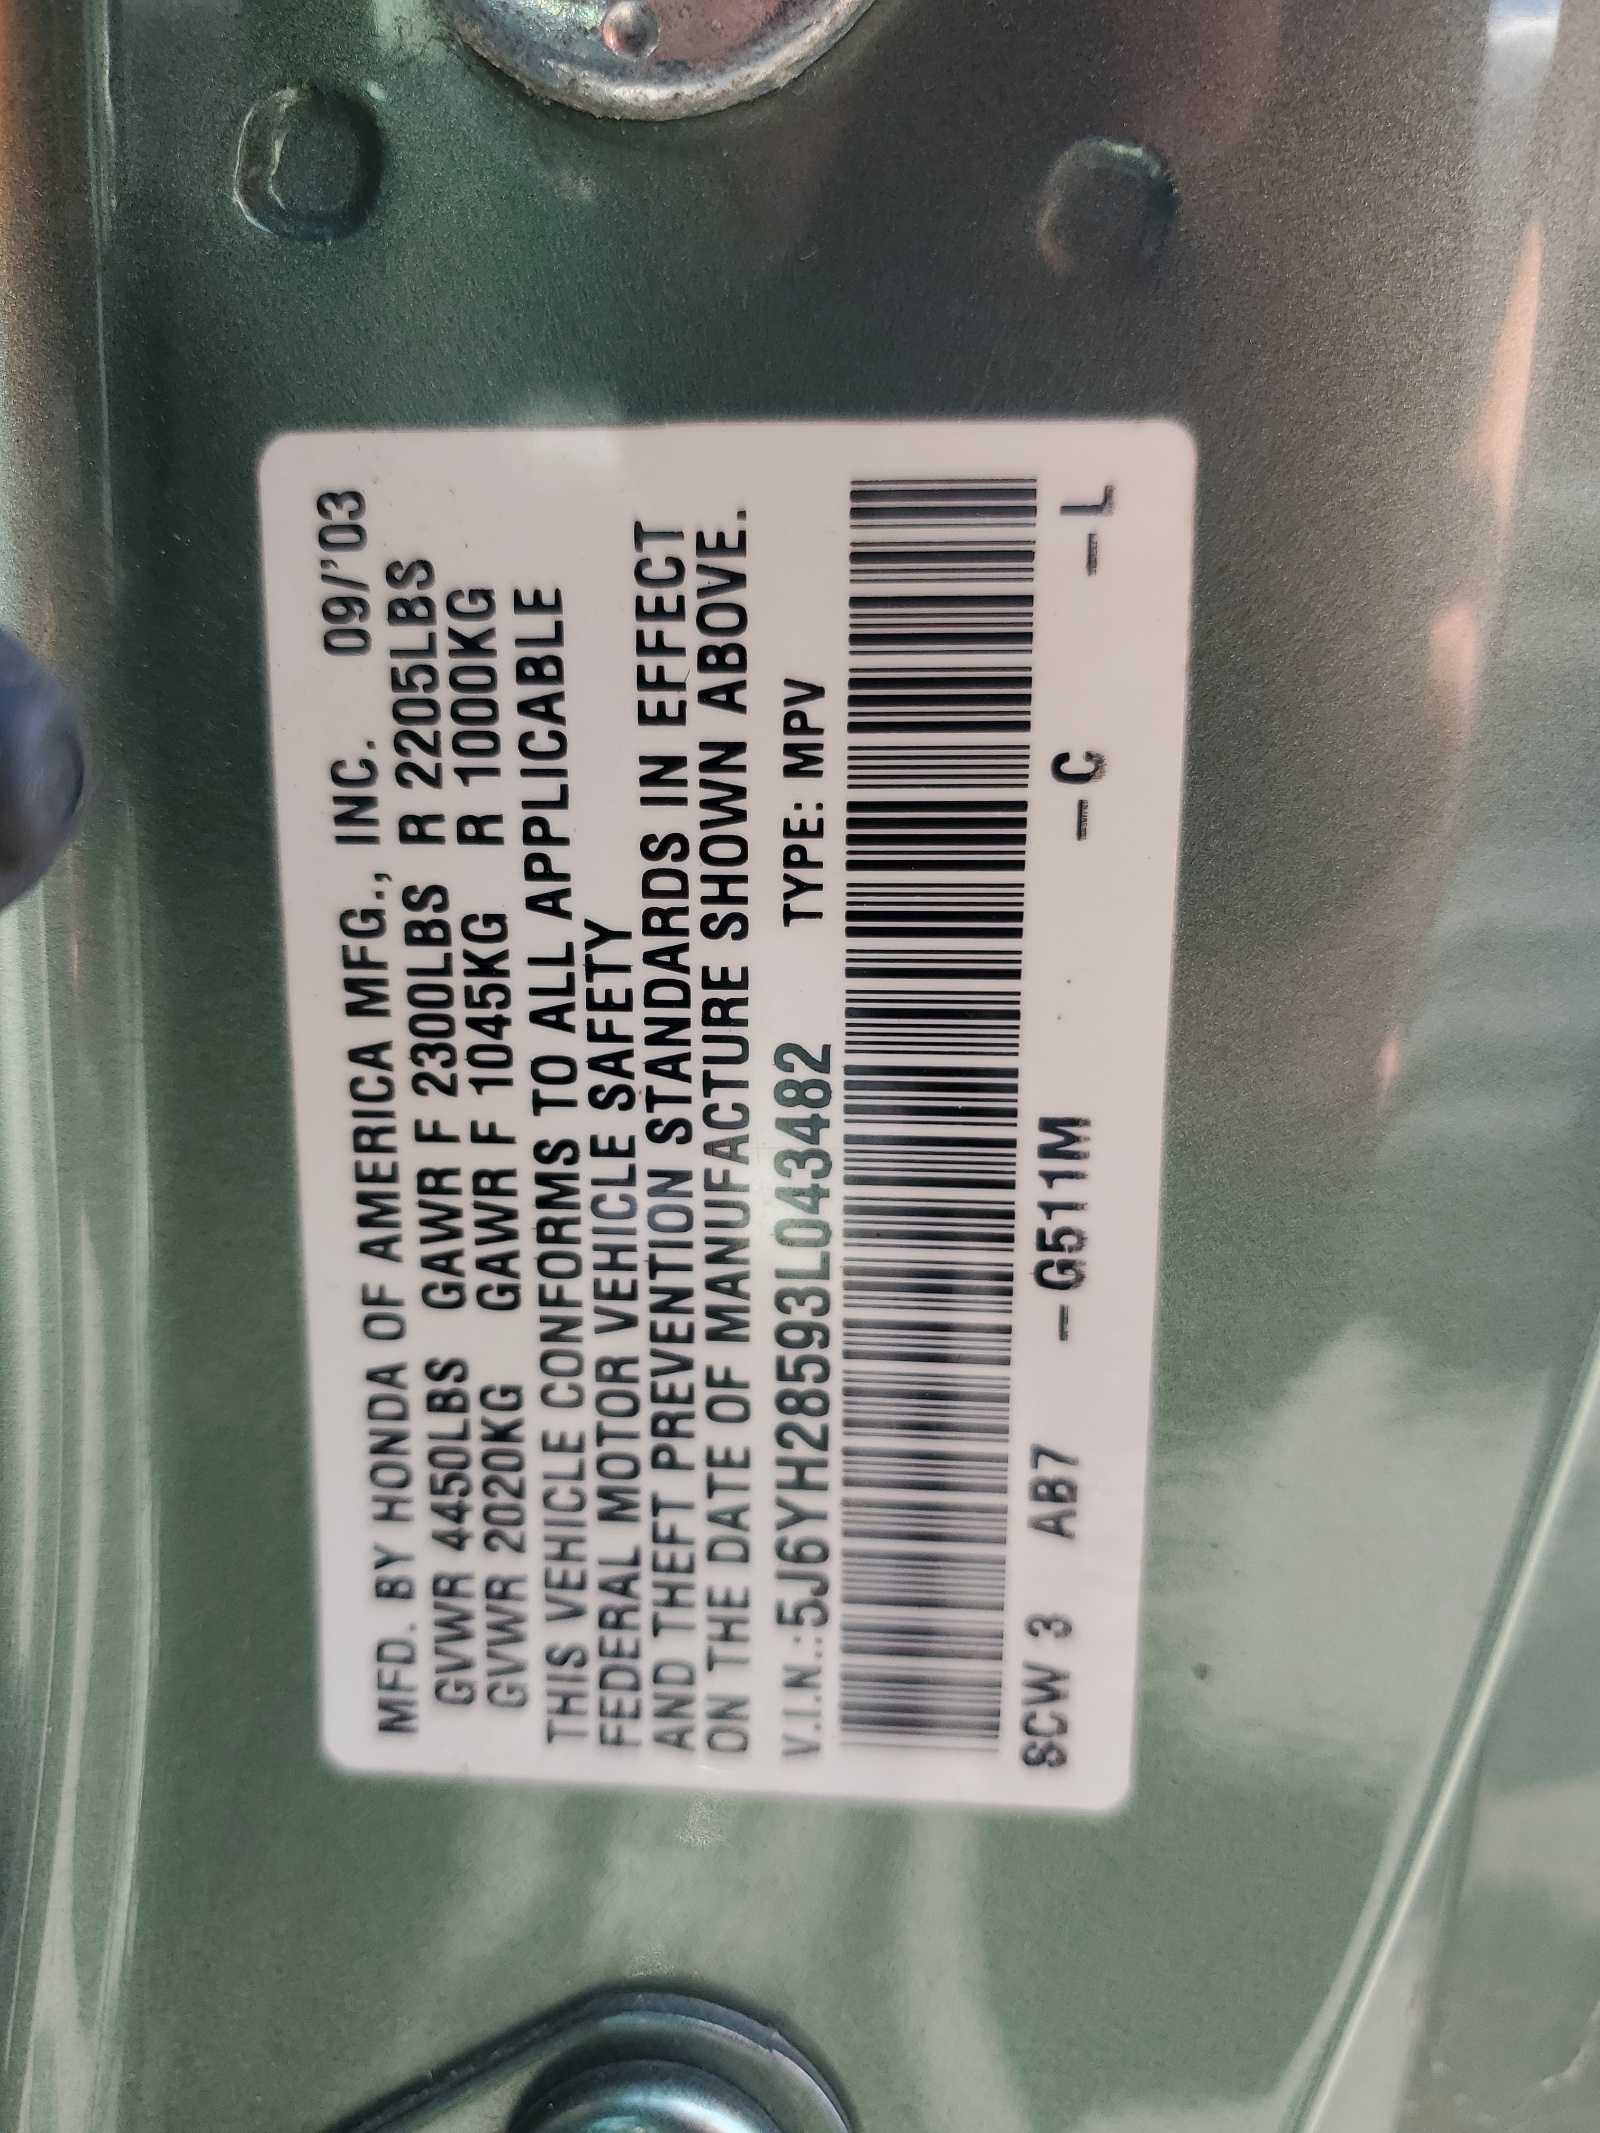 MFD. BY HONDA OF AMERICA MFG., INC. 09/'03
GVWR 4450LBS GAWR F 2300LBS R 2205LBS
GVWR 2020KG GAWR F 1045KG R 1000KG
THIS VEHICLE CONFORMS TO ALL APPLICABLE
FEDERAL MOTOR VEHICLE SAFETY
AND THEFT PREVENTION STANDARDS IN EFFECT
ON THE DATE OF MANUFACTURE SHOWN ABOVE.
V.I.N.:5J6YH28593L043482 TYPE: MPV
SCW 3 AB7 –G511M –C –L